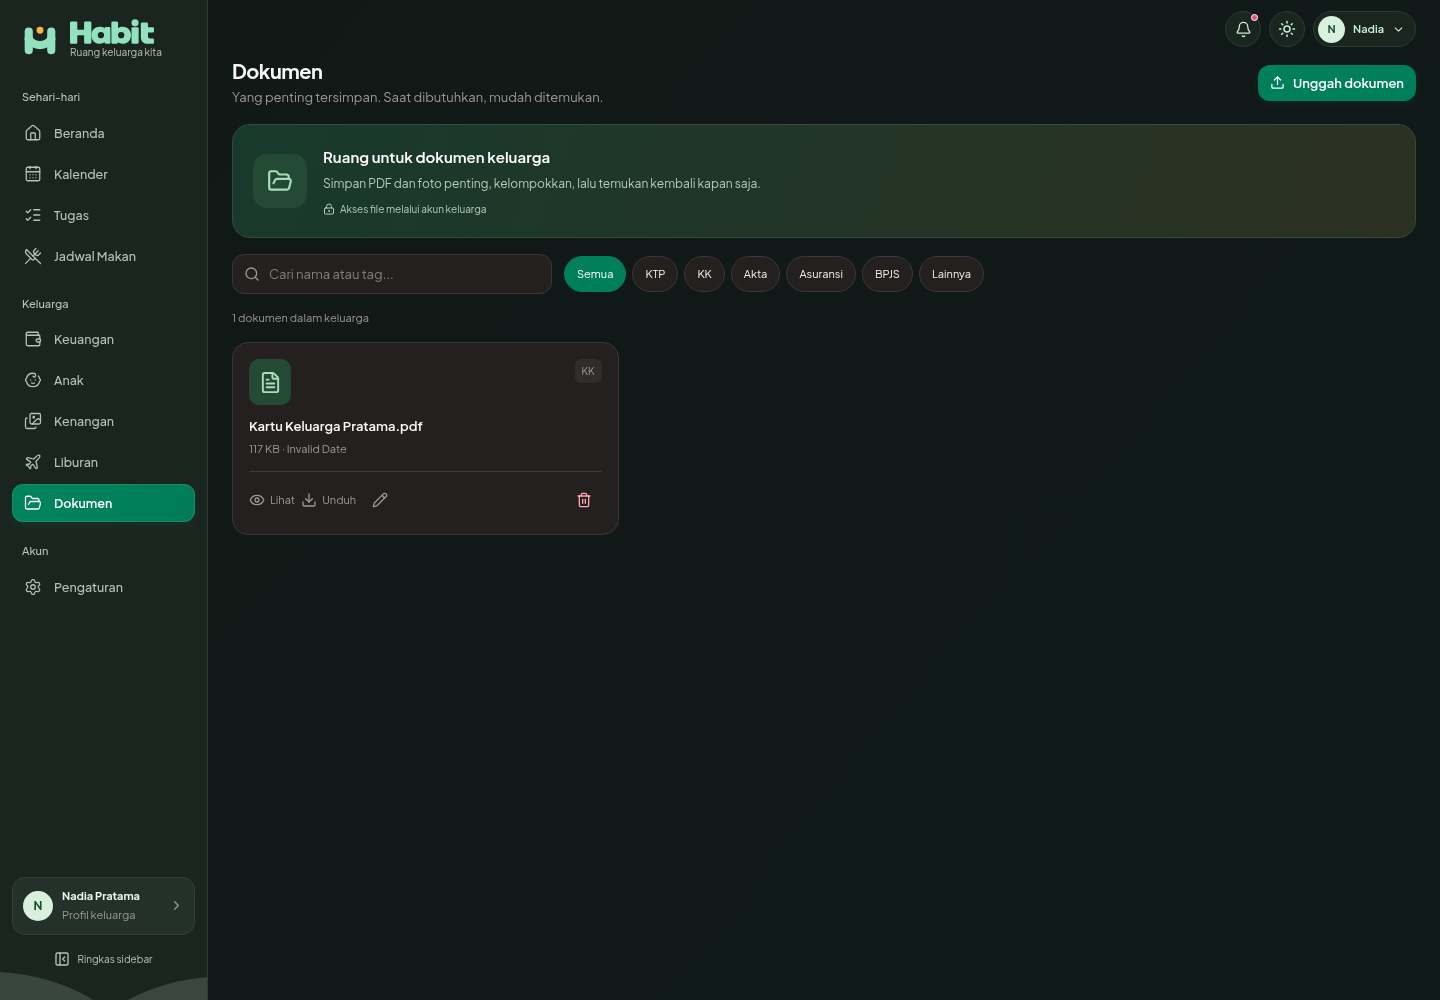 Habit
Ruang keluarga kita
Sehari-hari
Beranda
Kalender
Tugas
Jadwal Makan
Keluarga
Keuangan
Anak
Kenangan
Liburan
Dokumen
Akun
Pengaturan
N
Nadia Pratama
Profil keluarga
Ringkas sidebar
N
Nadia
Dokumen
Yang penting tersimpan. Saat dibutuhkan, mudah ditemukan.
Unggah dokumen
Ruang untuk dokumen keluarga
Simpan PDF dan foto penting, kelompokkan, lalu temukan kembali kapan saja.
Akses file melalui akun keluarga
Cari nama atau tag...
Semua
KTP
KK
Akta
Asuransi
BPJS
Lainnya
1 dokumen dalam keluarga
KK
Kartu Keluarga Pratama.pdf
117 KB · Invalid Date
Lihat
Unduh